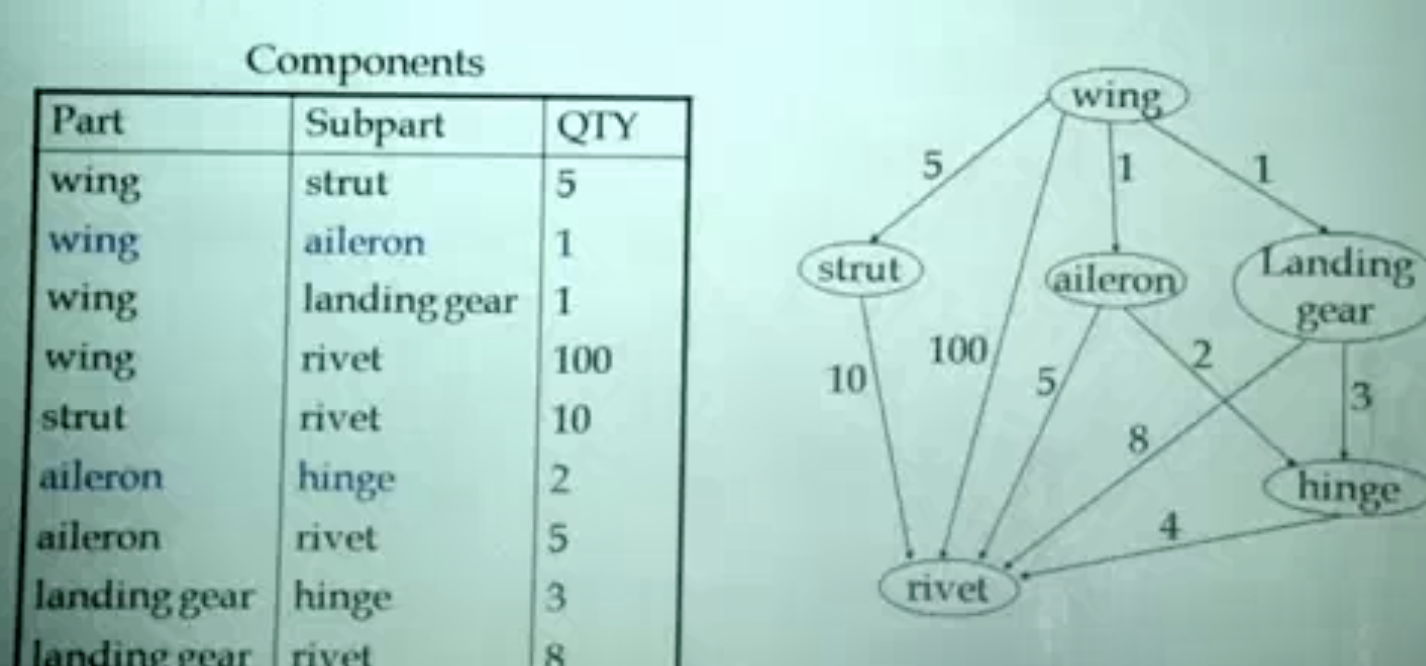 Components
Part Subpart QTY
wing strut 5
wing aileron 1
wing landing gear 1
wing rivet 100
strut rivet 10
aileron hinge 2
aileron rivet 5
landing gear hinge 3
landing gear rivet 8
wing
5
1
1
strut
aileron
Landing
gear
10
100
5
2
3
8
hinge
4
rivet